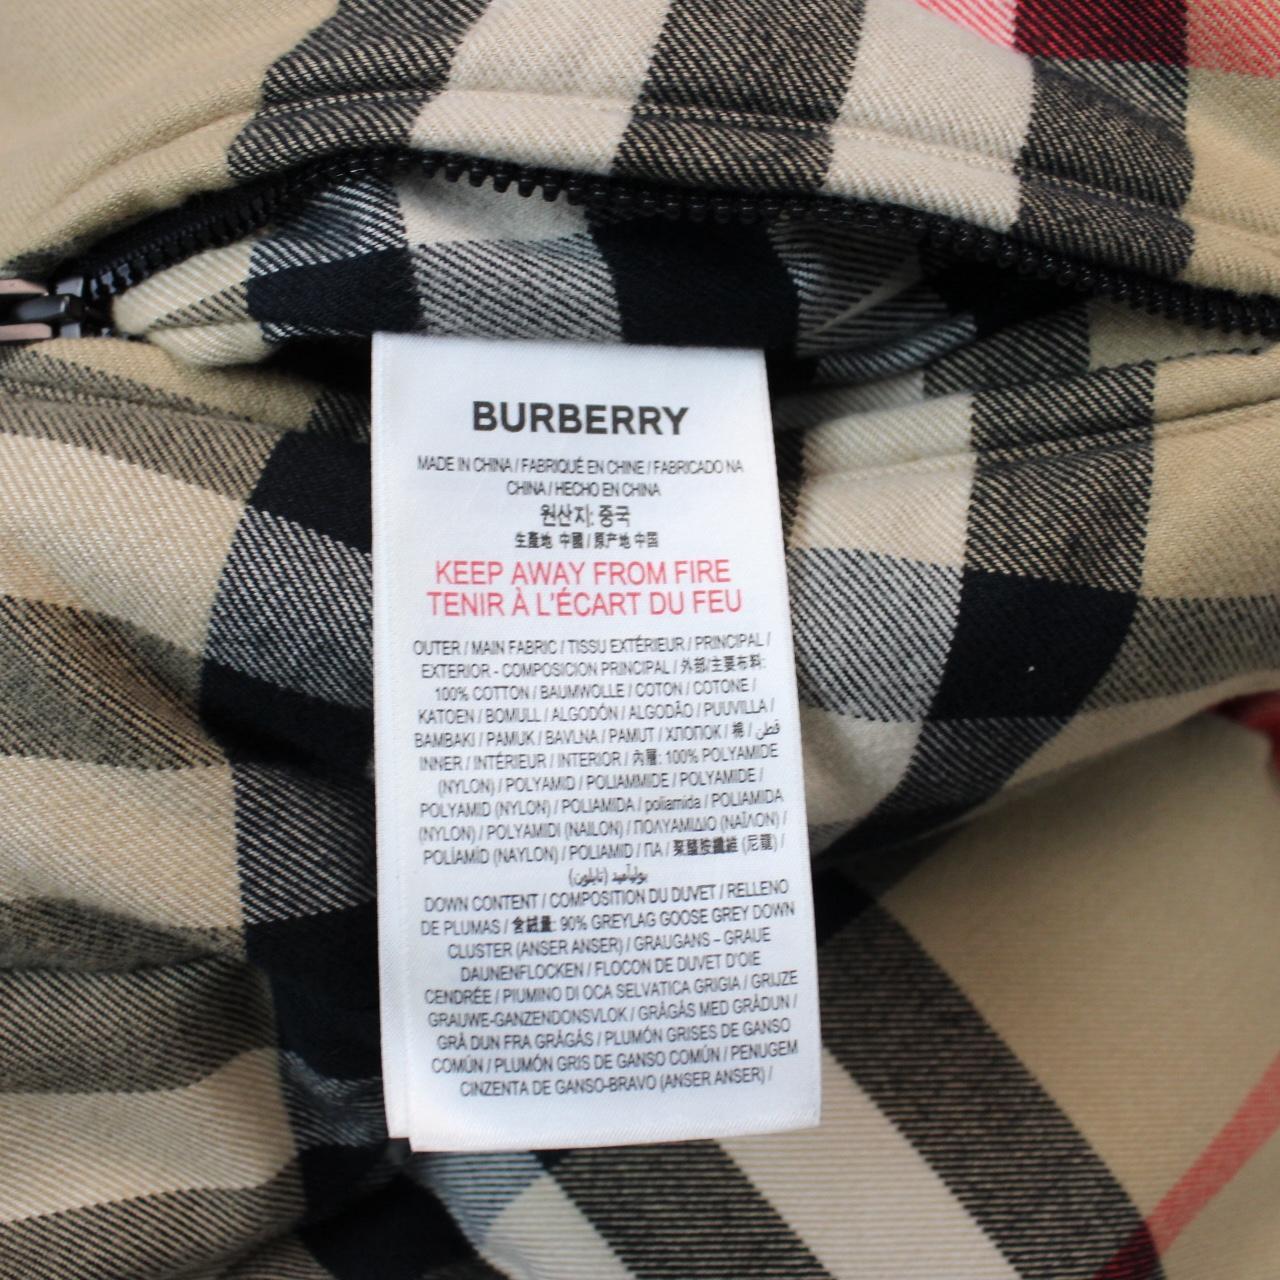 BURBERRY
MADE IN CHINA / FABRIQUÉ EN CHINE / FABRICADO NA
CHINA / HECHO EN CHINA
원산지: 중국
生產地 中國 / 原产地 中国
KEEP AWAY FROM FIRE
TENIR À L'ÉCART DU FEU
OUTER / MAIN FABRIC / TISSU EXTÉRIEUR / PRINCIPAL /
EXTERIOR - COMPOSICION PRINCIPAL / 外部/主要布料:
100% COTTON / BAUMWOLLE / COTON / COTONE /
KATOEN / BOMULL / ALGODÓN / ALGODÃO / PUUVILLA /
BAMBAKI / PAMUK / BAVLNA / PAMUT / ХЛОПОК / 棉 / قطن
INNER / INTÉRIEUR / INTERIOR / 內層: 100% POLYAMIDE
(NYLON) / POLYAMID / POLIAMMIDE / POLYAMIDE /
POLYAMID (NYLON) / POLIAMIDA / poliamida / POLIAMIDA
(NYLON) / POLYAMIDI (NAILON) / ΠΟΛΥΑΜΙΔΙΟ (ΝΑΪΛΟΝ) /
POLÍAMÍD (NAYLON) / POLIAMID / ПА / 聚醯胺纖維 (尼龍) /
بولياميد (نايلون)
DOWN CONTENT / COMPOSITION DU DUVET / RELLENO
DE PLUMAS / 含絨量: 90% GREYLAG GOOSE GREY DOWN
CLUSTER (ANSER ANSER) / GRAUGANS – GRAUE
DAUNENFLOCKEN / FLOCON DE DUVET D'OIE
CENDRÉE / PIUMINO DI OCA SELVATICA GRIGIA / GRIJZE
GRAUWE-GANZENDONSVLOK / GRÅGÅS MED GRÅDUN /
GRÅ DUN FRA GRÅGÅS / PLUMÓN GRISES DE GANSO
COMÚN / PLUMÓN GRIS DE GANSO COMÚN / PENUGEM
CINZENTA DE GANSO-BRAVO (ANSER ANSER) /